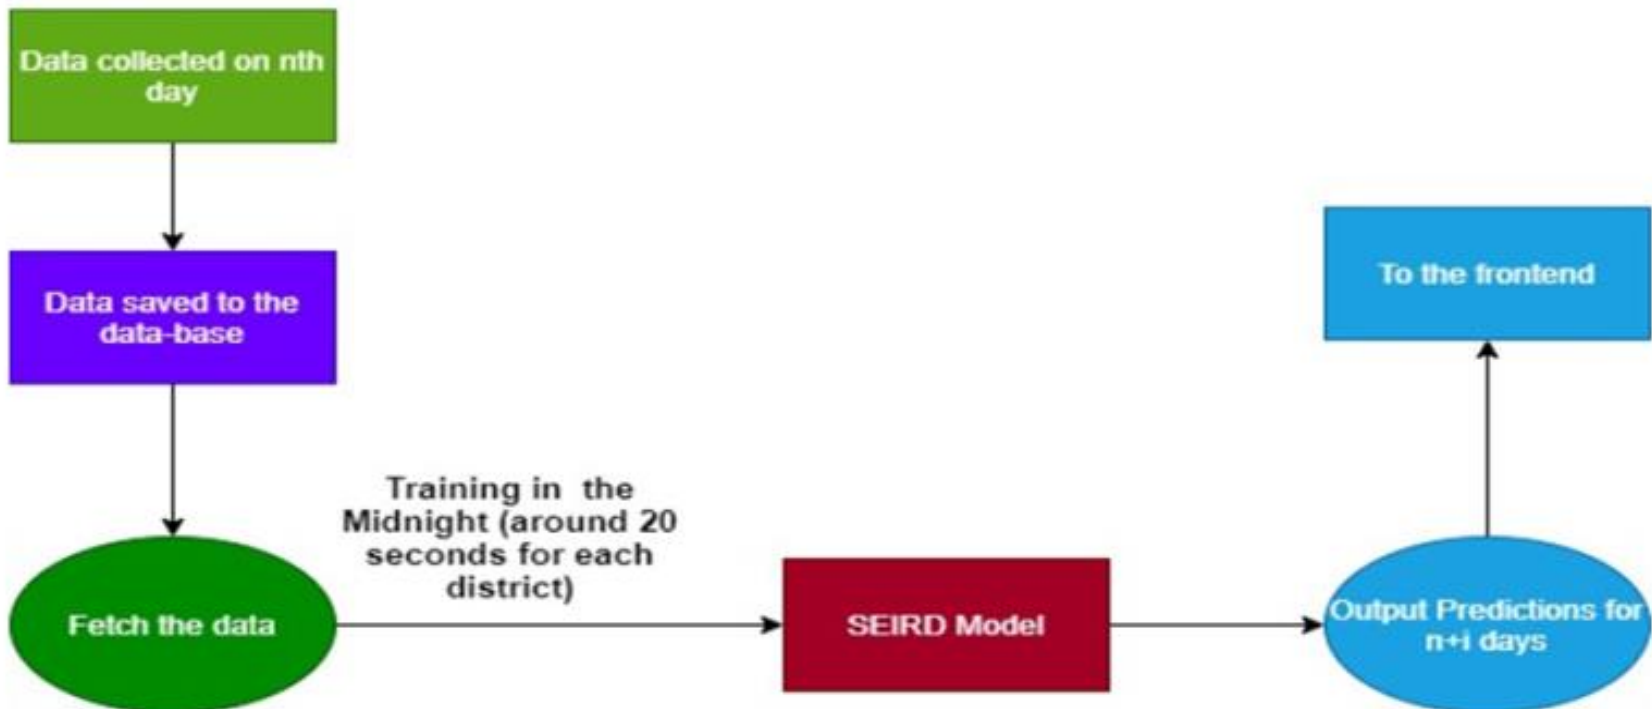 Data collected on nth
day
Data saved to the
data-base
Fetch the data
Training in  the
Midnight (around 20
seconds for each
district)
SEIRD Model
Output Predictions for
n+i days
To the frontend